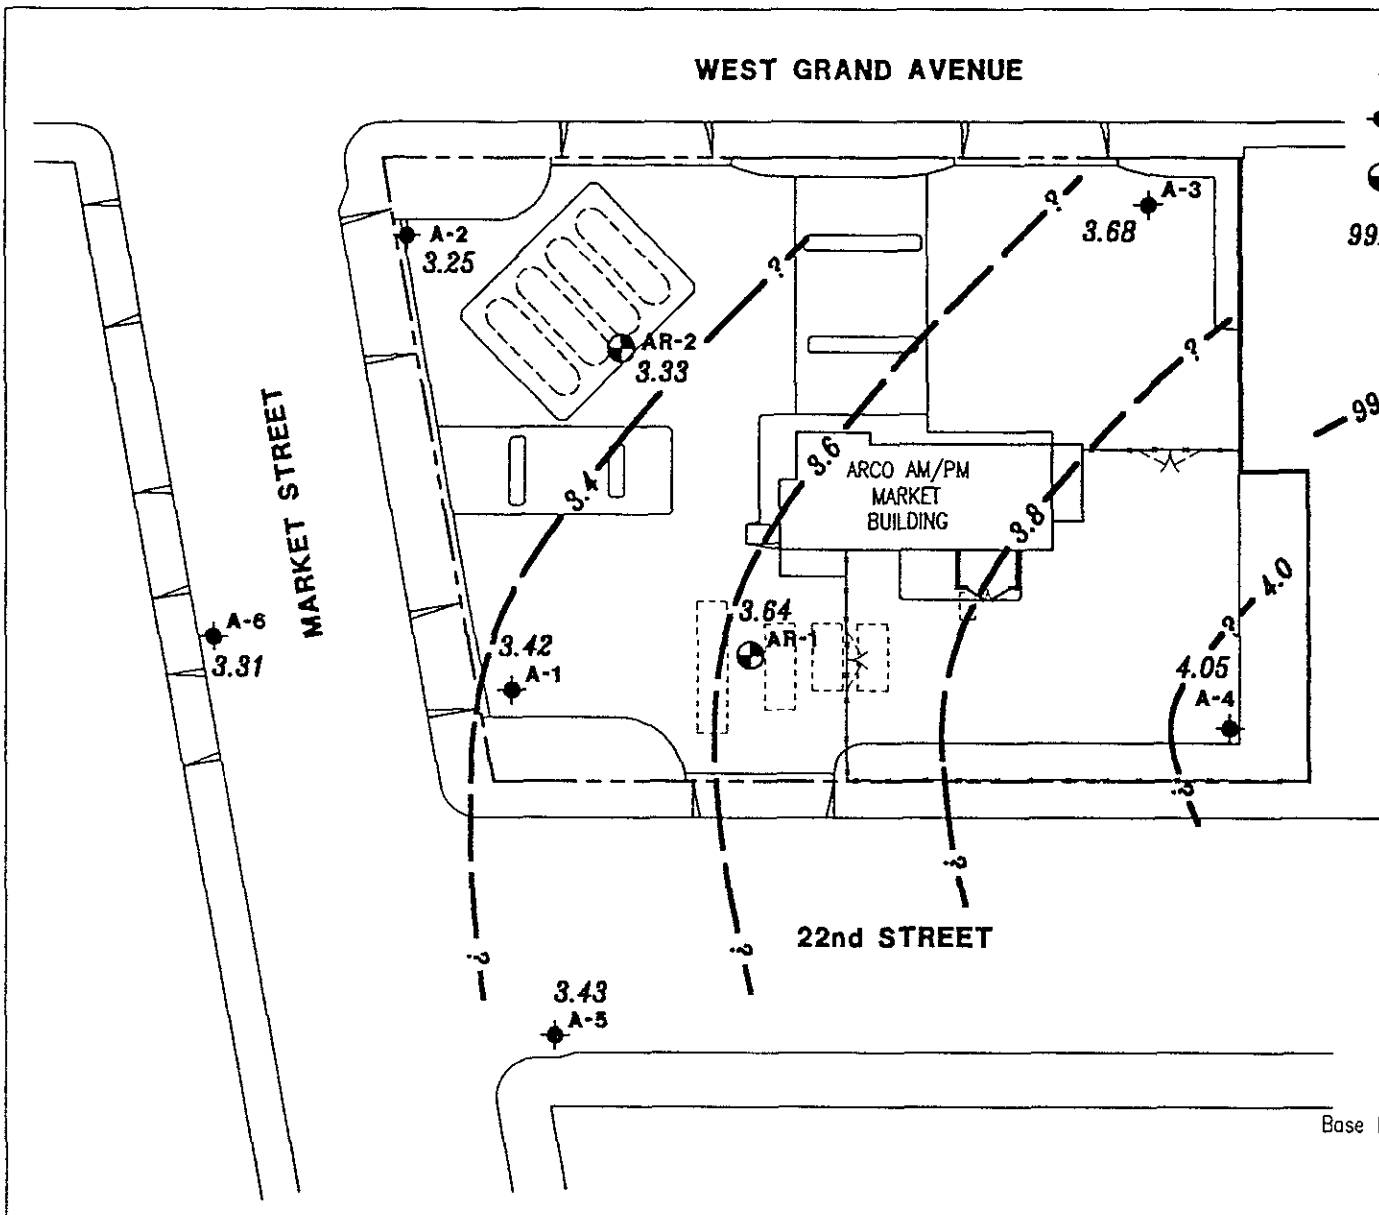 WEST GRAND AVENUE
A-3
3.68
99
A-2
3.25
AR-2
3.33
?
?
?
99
MARKET STREET
3.4
3.6
ARCO AM/PM
MARKET
BUILDING
3.8
4.0
?
3.64
AR-1
A-6
3.31
3.42
A-1
4.05
A-4
?
?
?
?
22nd STREET
3.43
A-5
Base